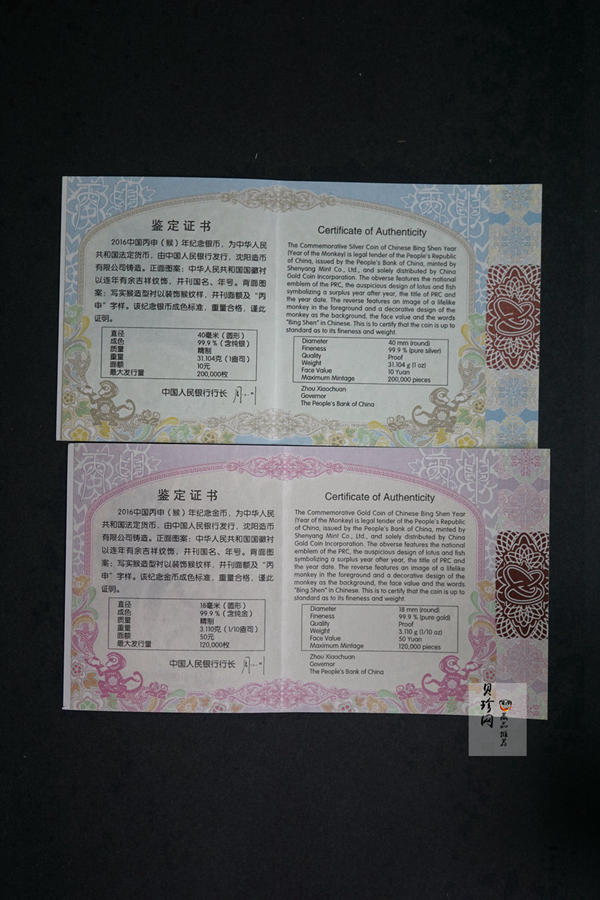 鉴定证书
2016中国丙申（猴）年纪念银币，为中华人民
共和国法定货币，由中国人民银行发行，沈阳造币
有限公司铸造。正面图案：中华人民共和国国徽衬
以连年有余吉祥纹饰，并刊国名、年号。背面图
案：写实猴造型衬以装饰猴纹样，并刊面额及“丙
申”字样。该纪念银币成色标准，重量合格，谨此
证明。
直径 40毫米（圆形）
成色 99.9％（含纯银）
质量 精制
重量 31.104克（1盎司）
面额 10元
最大发行量 200,000枚
中国人民银行行长
Certificate of Authenticity
The Commemorative Silver Coin of Chinese Bing Shen Year
(Year of the Monkey) is legal tender of the People's Republic
of China, issued by the People's Bank of China, minted by
Shenyang Mint Co., Ltd., and solely distributed by China
Gold Coin Incorporation. The obverse features the national
emblem of the PRC, the auspicious design of lotus and fish
symbolizing a surplus year after year, the title of PRC and
the year date. The reverse features an image of a lifelike
monkey in the foreground and a decorative design of the
monkey as the background, the face value and the words
"Bing Shen" in Chinese. This is to certify that the coin is up to
standard as to its fineness and weight.
Diameter 40 mm (round)
Fineness 99.9 % (pure silver)
Quality Proof
Weight 31.104 g (1 oz)
Face Value 10 Yuan
Maximum Mintage 200,000 pieces
Zhou Xiaochuan
Governor
The People's Bank of China
鉴定证书
2016中国丙申（猴）年纪念金币，为中华人民
共和国法定货币，由中国人民银行发行，沈阳造币
有限公司铸造。正面图案：中华人民共和国国徽衬
以连年有余吉祥纹饰，并刊国名、年号。背面图
案：写实猴造型衬以装饰猴纹样，并刊面额及“丙
申”字样。该纪念金币成色标准，重量合格，谨此
证明。
直径 18毫米（圆形）
成色 99.9％（含纯金）
质量 精制
重量 3.110克（1/10盎司）
面额 50元
最大发行量 120,000枚
中国人民银行行长
Certificate of Authenticity
The Commemorative Gold Coin of Chinese Bing Shen Year
(Year of the Monkey) is legal tender of the People's Republic
of China, issued by the People's Bank of China, minted by
Shenyang Mint Co., Ltd., and solely distributed by China
Gold Coin Incorporation. The obverse features the national
emblem of the PRC, the auspicious design of lotus and fish
symbolizing a surplus year after year, the title of PRC and
the year date. The reverse features an image of a lifelike
monkey in the foreground and a decorative design of the
monkey as the background, the face value and the words
"Bing Shen" in Chinese. This is to certify that the coin is up to
standard as to its fineness and weight.
Diameter 18 mm (round)
Fineness 99.9 % (pure gold)
Quality Proof
Weight 3.110 g (1/10 oz)
Face Value 50 Yuan
Maximum Mintage 120,000 pieces
Zhou Xiaochuan
Governor
The People's Bank of China
贝珍网
藏品推荐